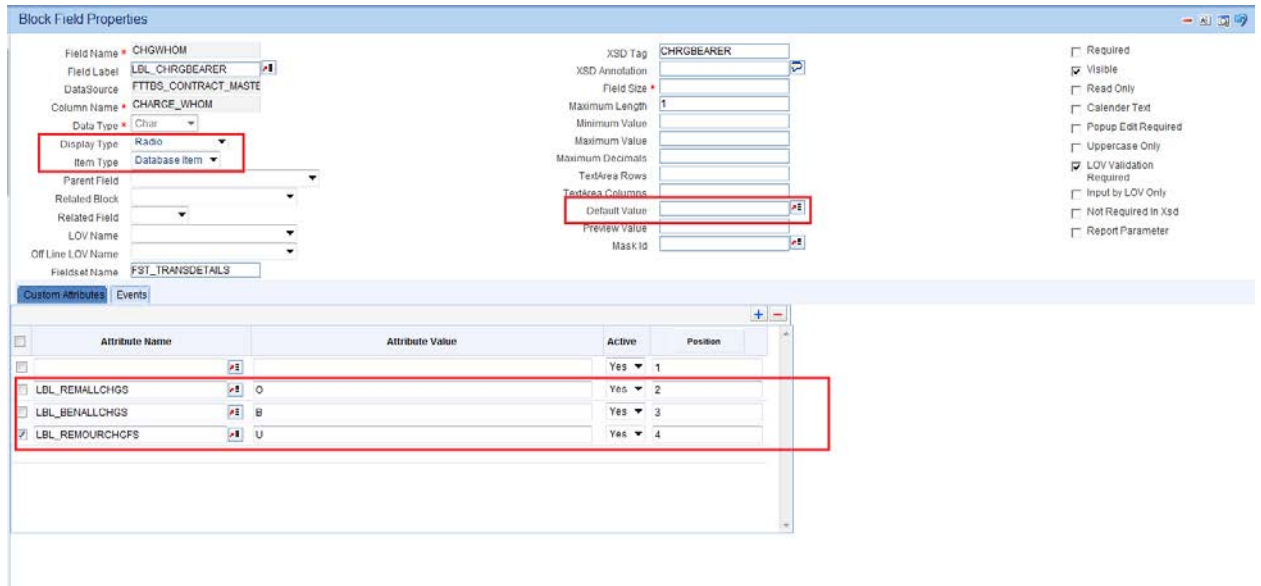 Block Field Properties
Field Name * CHGWHOM
Field Label LBL_CHRGBEARER
DataSource FTTBS_CONTRACT_MASTE
Column Name * CHARGE_WHOM
Data Type * Char
Display Type Radio
Item Type Database Item
Parent Field
Related Block
Related Field
LOV Name
Off Line LOV Name
Fieldset Name FST_TRANSDETAILS
XSD Tag CHRGBEARER
XSD Annotation
Field Size *
Maximum Length 1
Minimum Value
Maximum Value
Maximum Decimals
TextArea Rows
TextArea Columns
Default Value
Preview Value
Mask Id
Required
Visible
Read Only
Calender Text
Popup Edit Required
Uppercase Only
LOV Validation
Required
Input by LOV Only
Not Required In Xsd
Report Parameter
Custom Attributes Events
Attribute Name Attribute Value Active Position
Yes 1
LBL_REMALLCHGS O Yes 2
LBL_BENALLCHGS B Yes 3
LBL_REMOURCHGFS U Yes 4